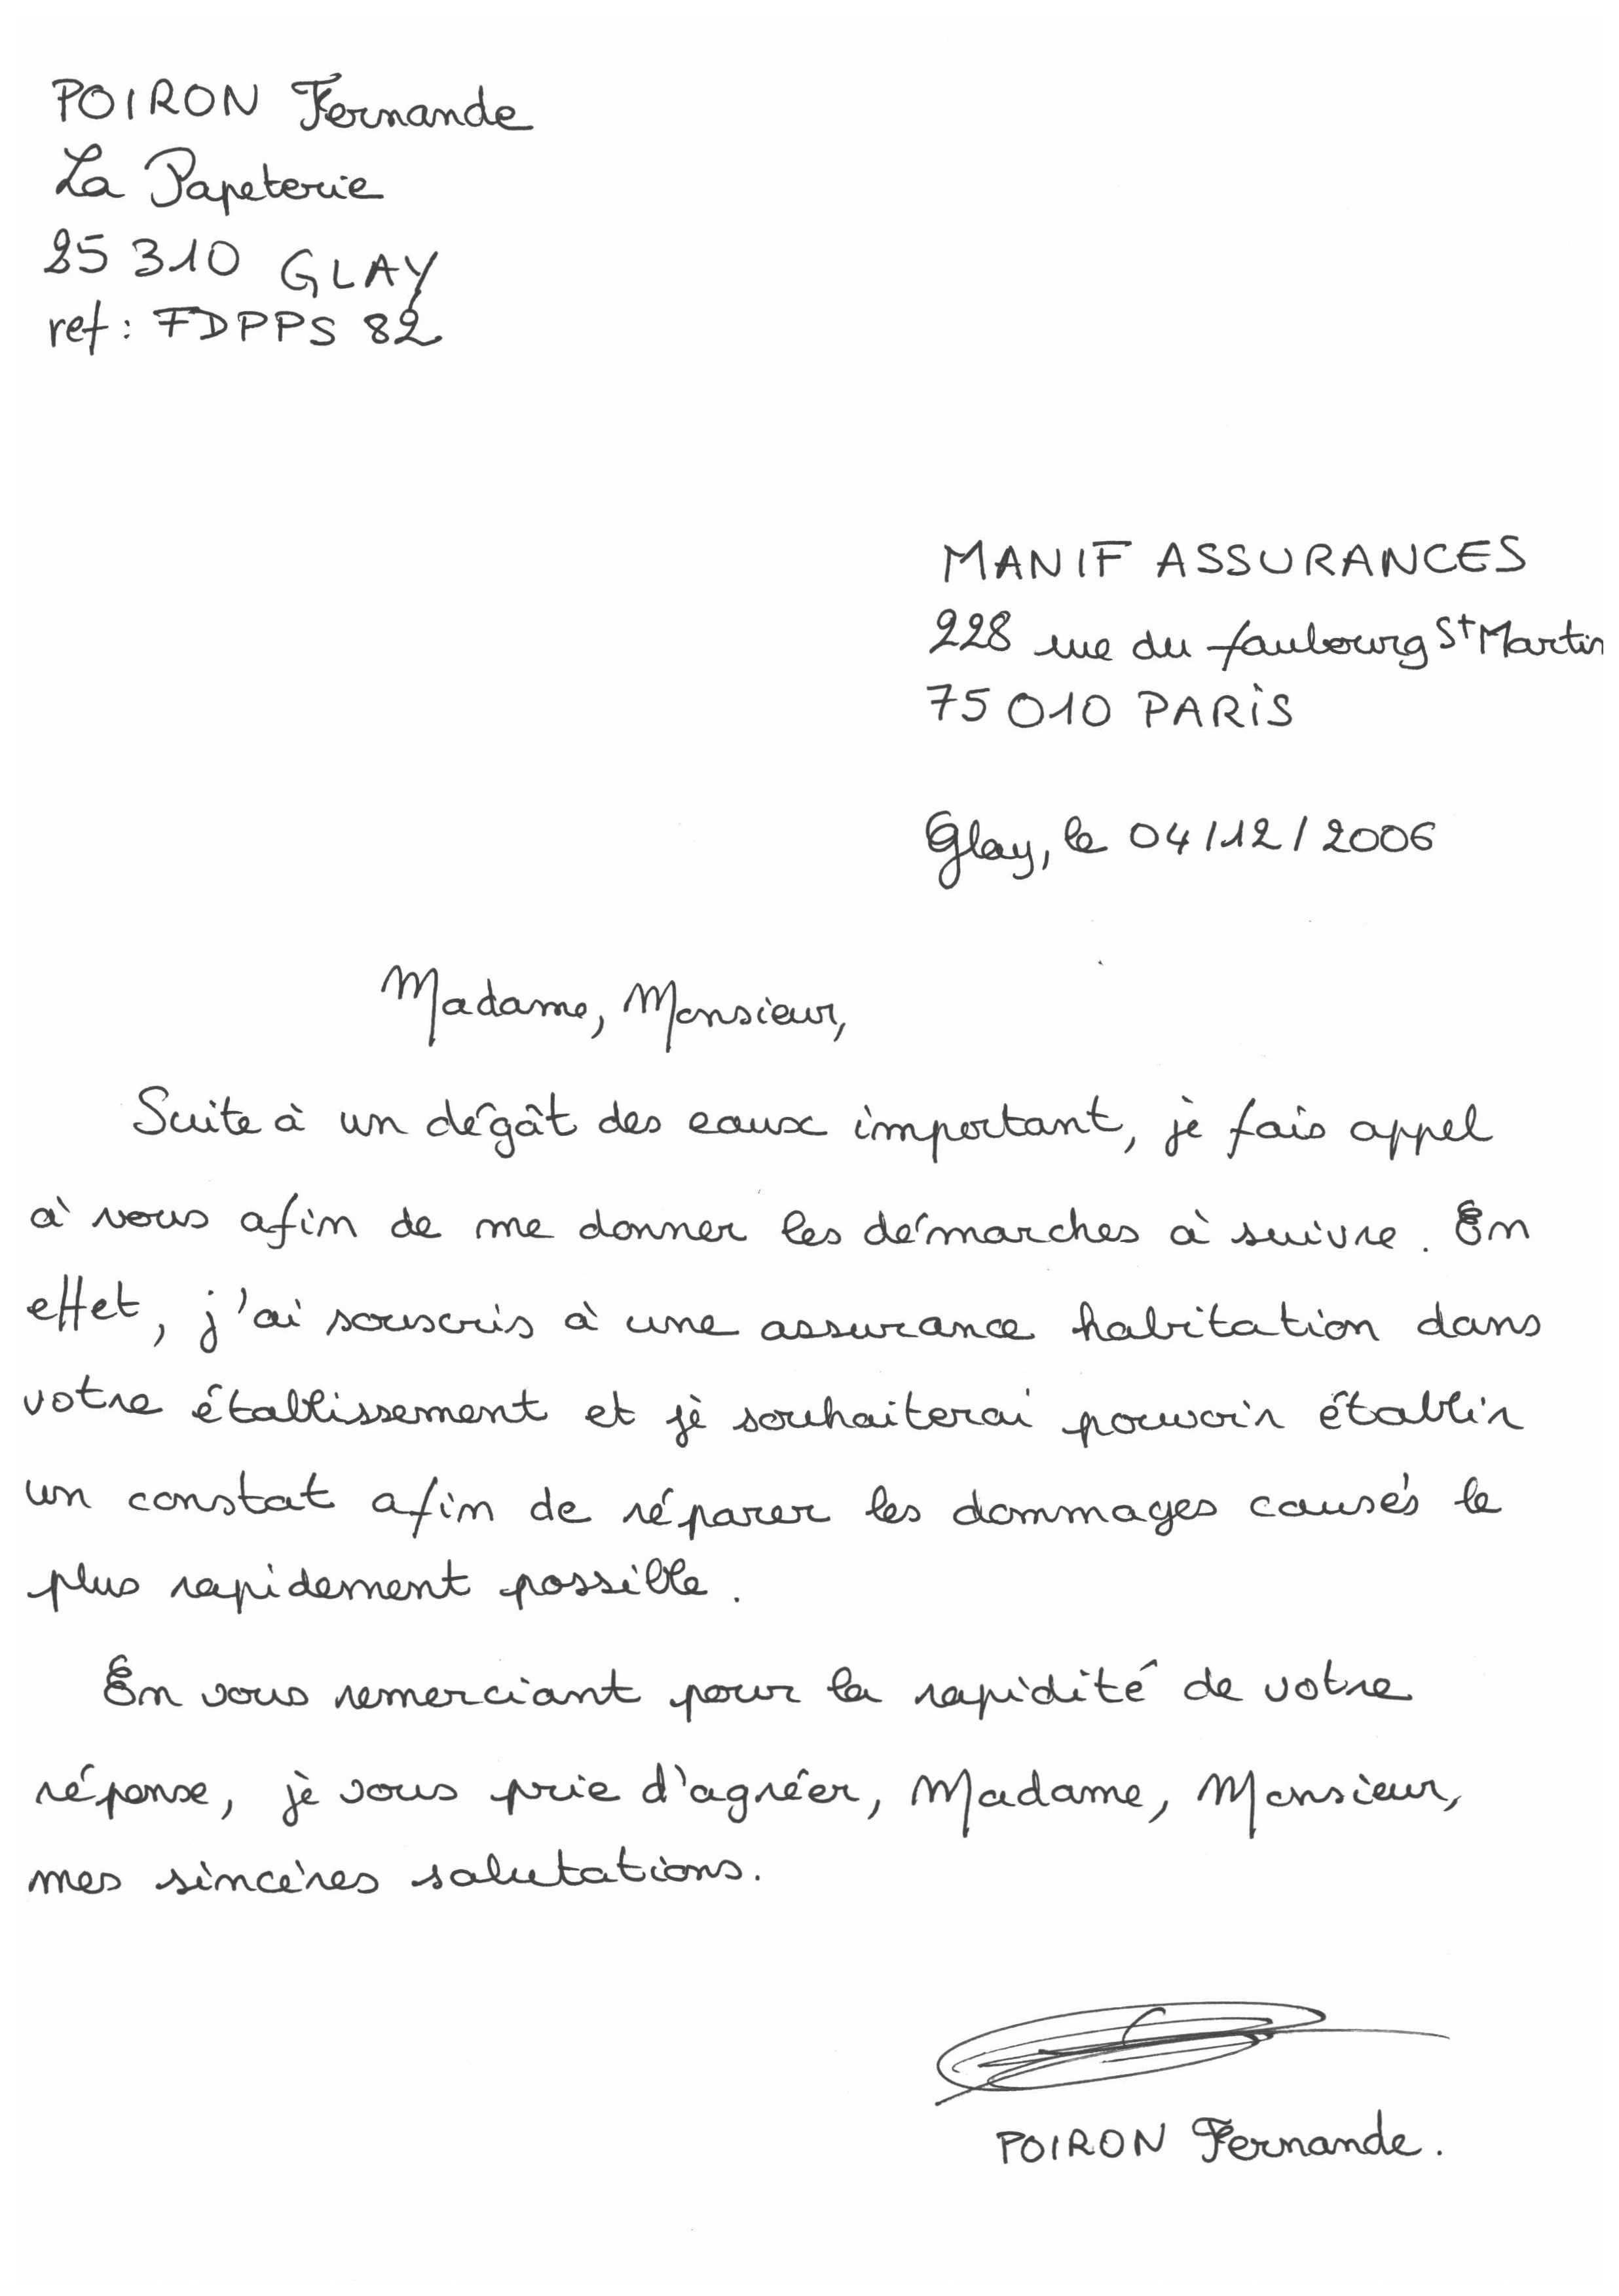 POIRON Fernande
La Papeterie
25 310 GLAY
ref : FDPPS 82
MANIF ASSURANCES
228 rue du faubourg St Martin
75 010 PARIS
Glay, le 04/12/2006
Madame, Monsieur,
Suite à un dégât des eaux important, je fais appel
à vous afin de me donner les démarches à suivre. En
effet, j'ai souscris à une assurance habitation dans
votre établissement et je souhaiterai pouvoir établir
un constat afin de réparer les dommages causés le
plus rapidement possible.
En vous remerciant pour la rapidité de votre
réponse, je vous prie d'agréer, Madame, Monsieur,
mes sincères salutations.
POIRON Fernande.